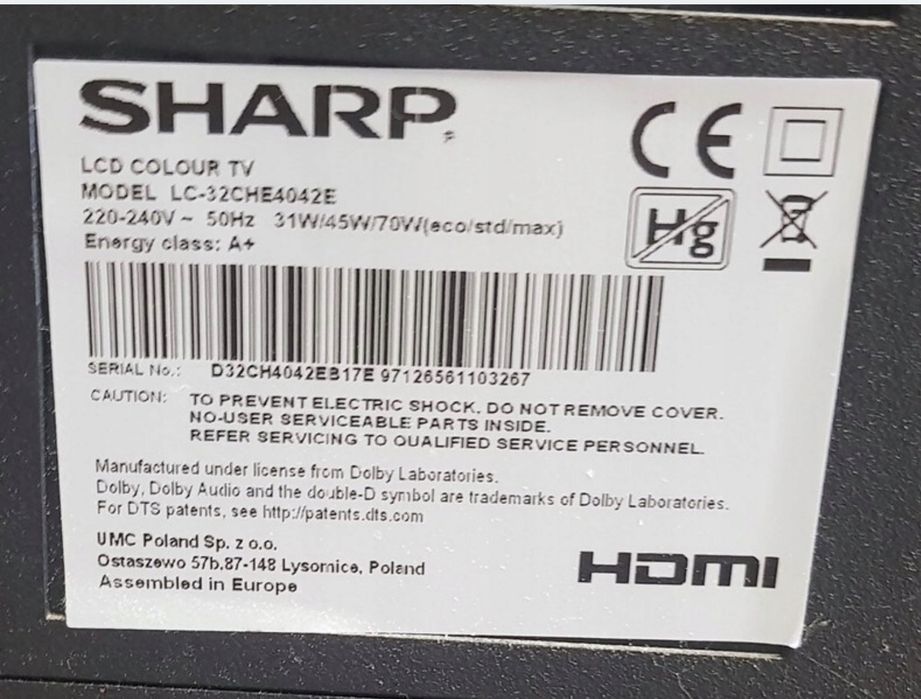 SHARP
LCD COLOUR TV
MODEL LC-32CHE4042E
220-240V ~ 50Hz 31W/45W/70W(eco/std/max)
Energy class: A+
CE
Hg
SERIAL No.: D32CH4042EB17E 97126561103267
CAUTION: TO PREVENT ELECTRIC SHOCK, DO NOT REMOVE COVER.
NO-USER SERVICEABLE PARTS INSIDE.
REFER SERVICING TO QUALIFIED SERVICE PERSONNEL.
Manufactured under license from Dolby Laboratories.
Dolby, Dolby Audio and the double-D symbol are trademarks of Dolby Laboratories.
For DTS patents, see http://patents.dts.com
UMC Poland Sp. z o.o.
Ostaszewo 57b,87-148 Lysomice, Poland
Assembled in Europe
HDMI